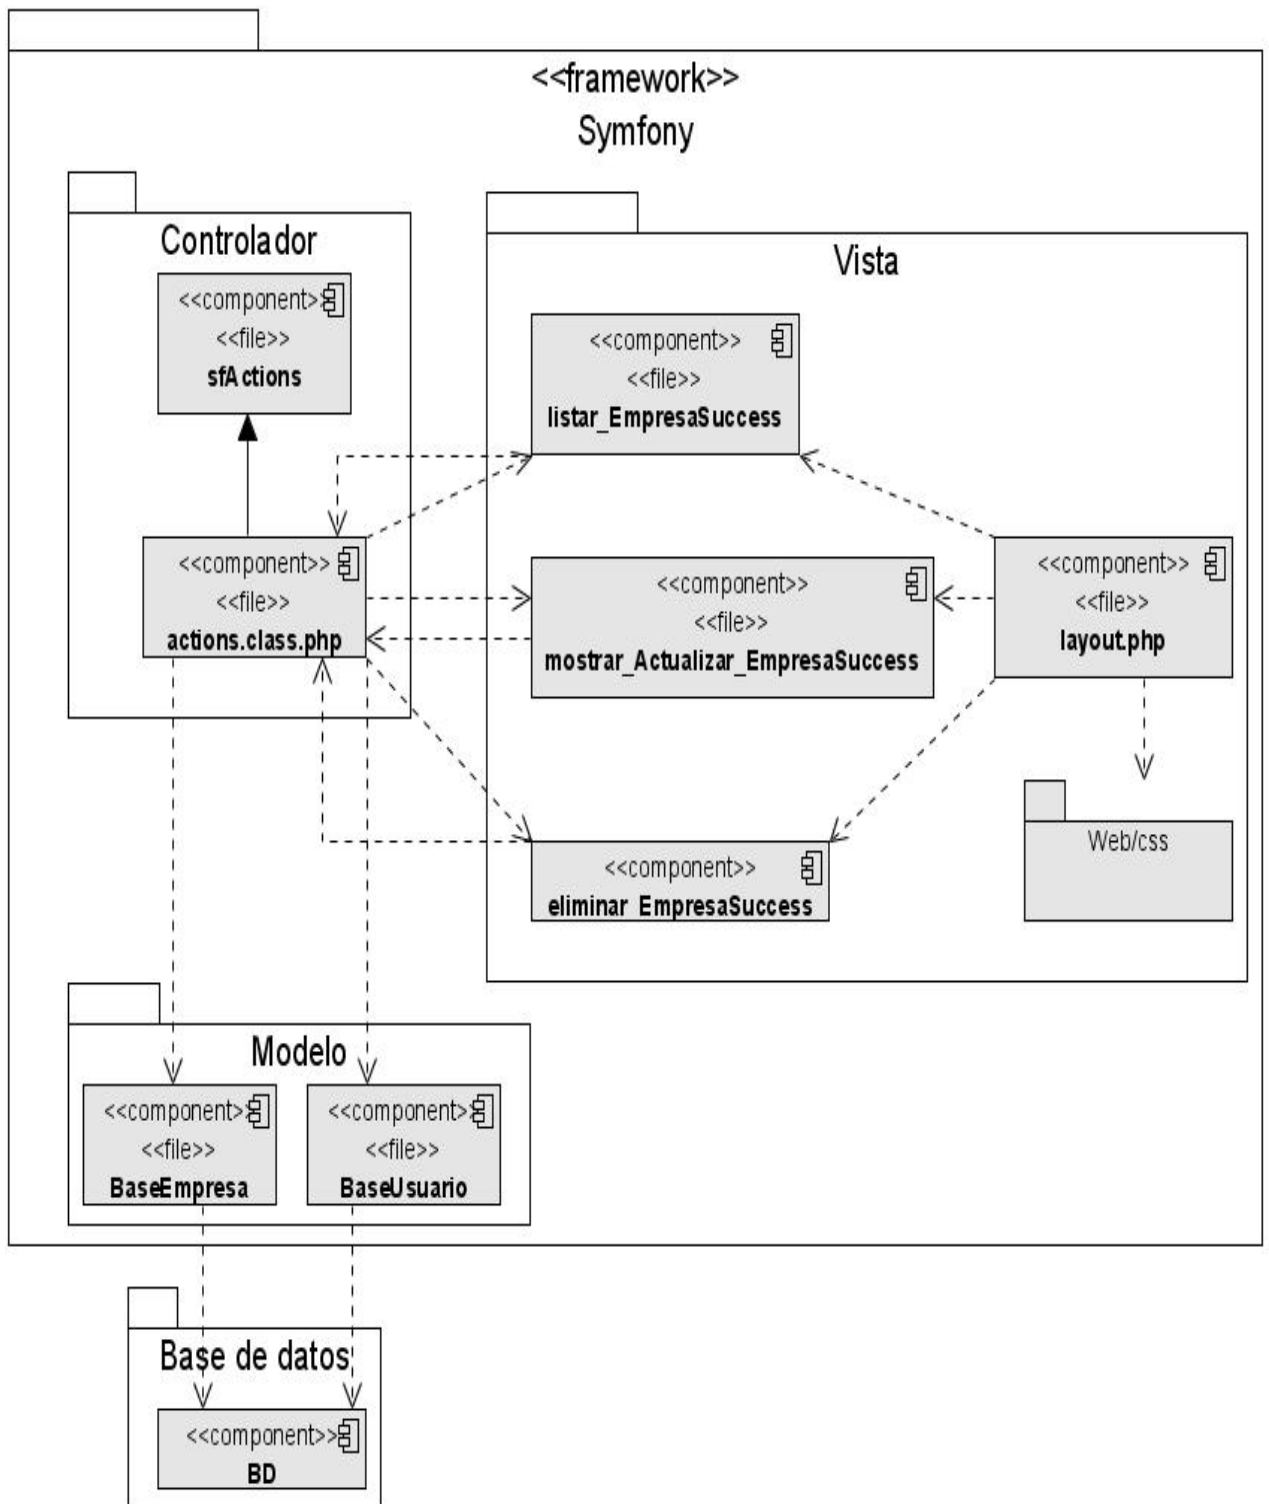 <<framework>>
Symfony
Controlador
<<component>>
<<file>>
sfActions
<<component>>
<<file>>
actions.class.php
Vista
<<component>>
<<file>>
listar_EmpresaSuccess
<<component>>
<<file>>
mostrar_Actualizar_EmpresaSuccess
<<component>>
<<file>>
layout.php
<<component>>
eliminar_EmpresaSuccess
Web/css
Modelo
<<component>>
<<file>>
BaseEmpresa
<<component>>
<<file>>
BaseUsuario
Base de datos
<<component>>
BD